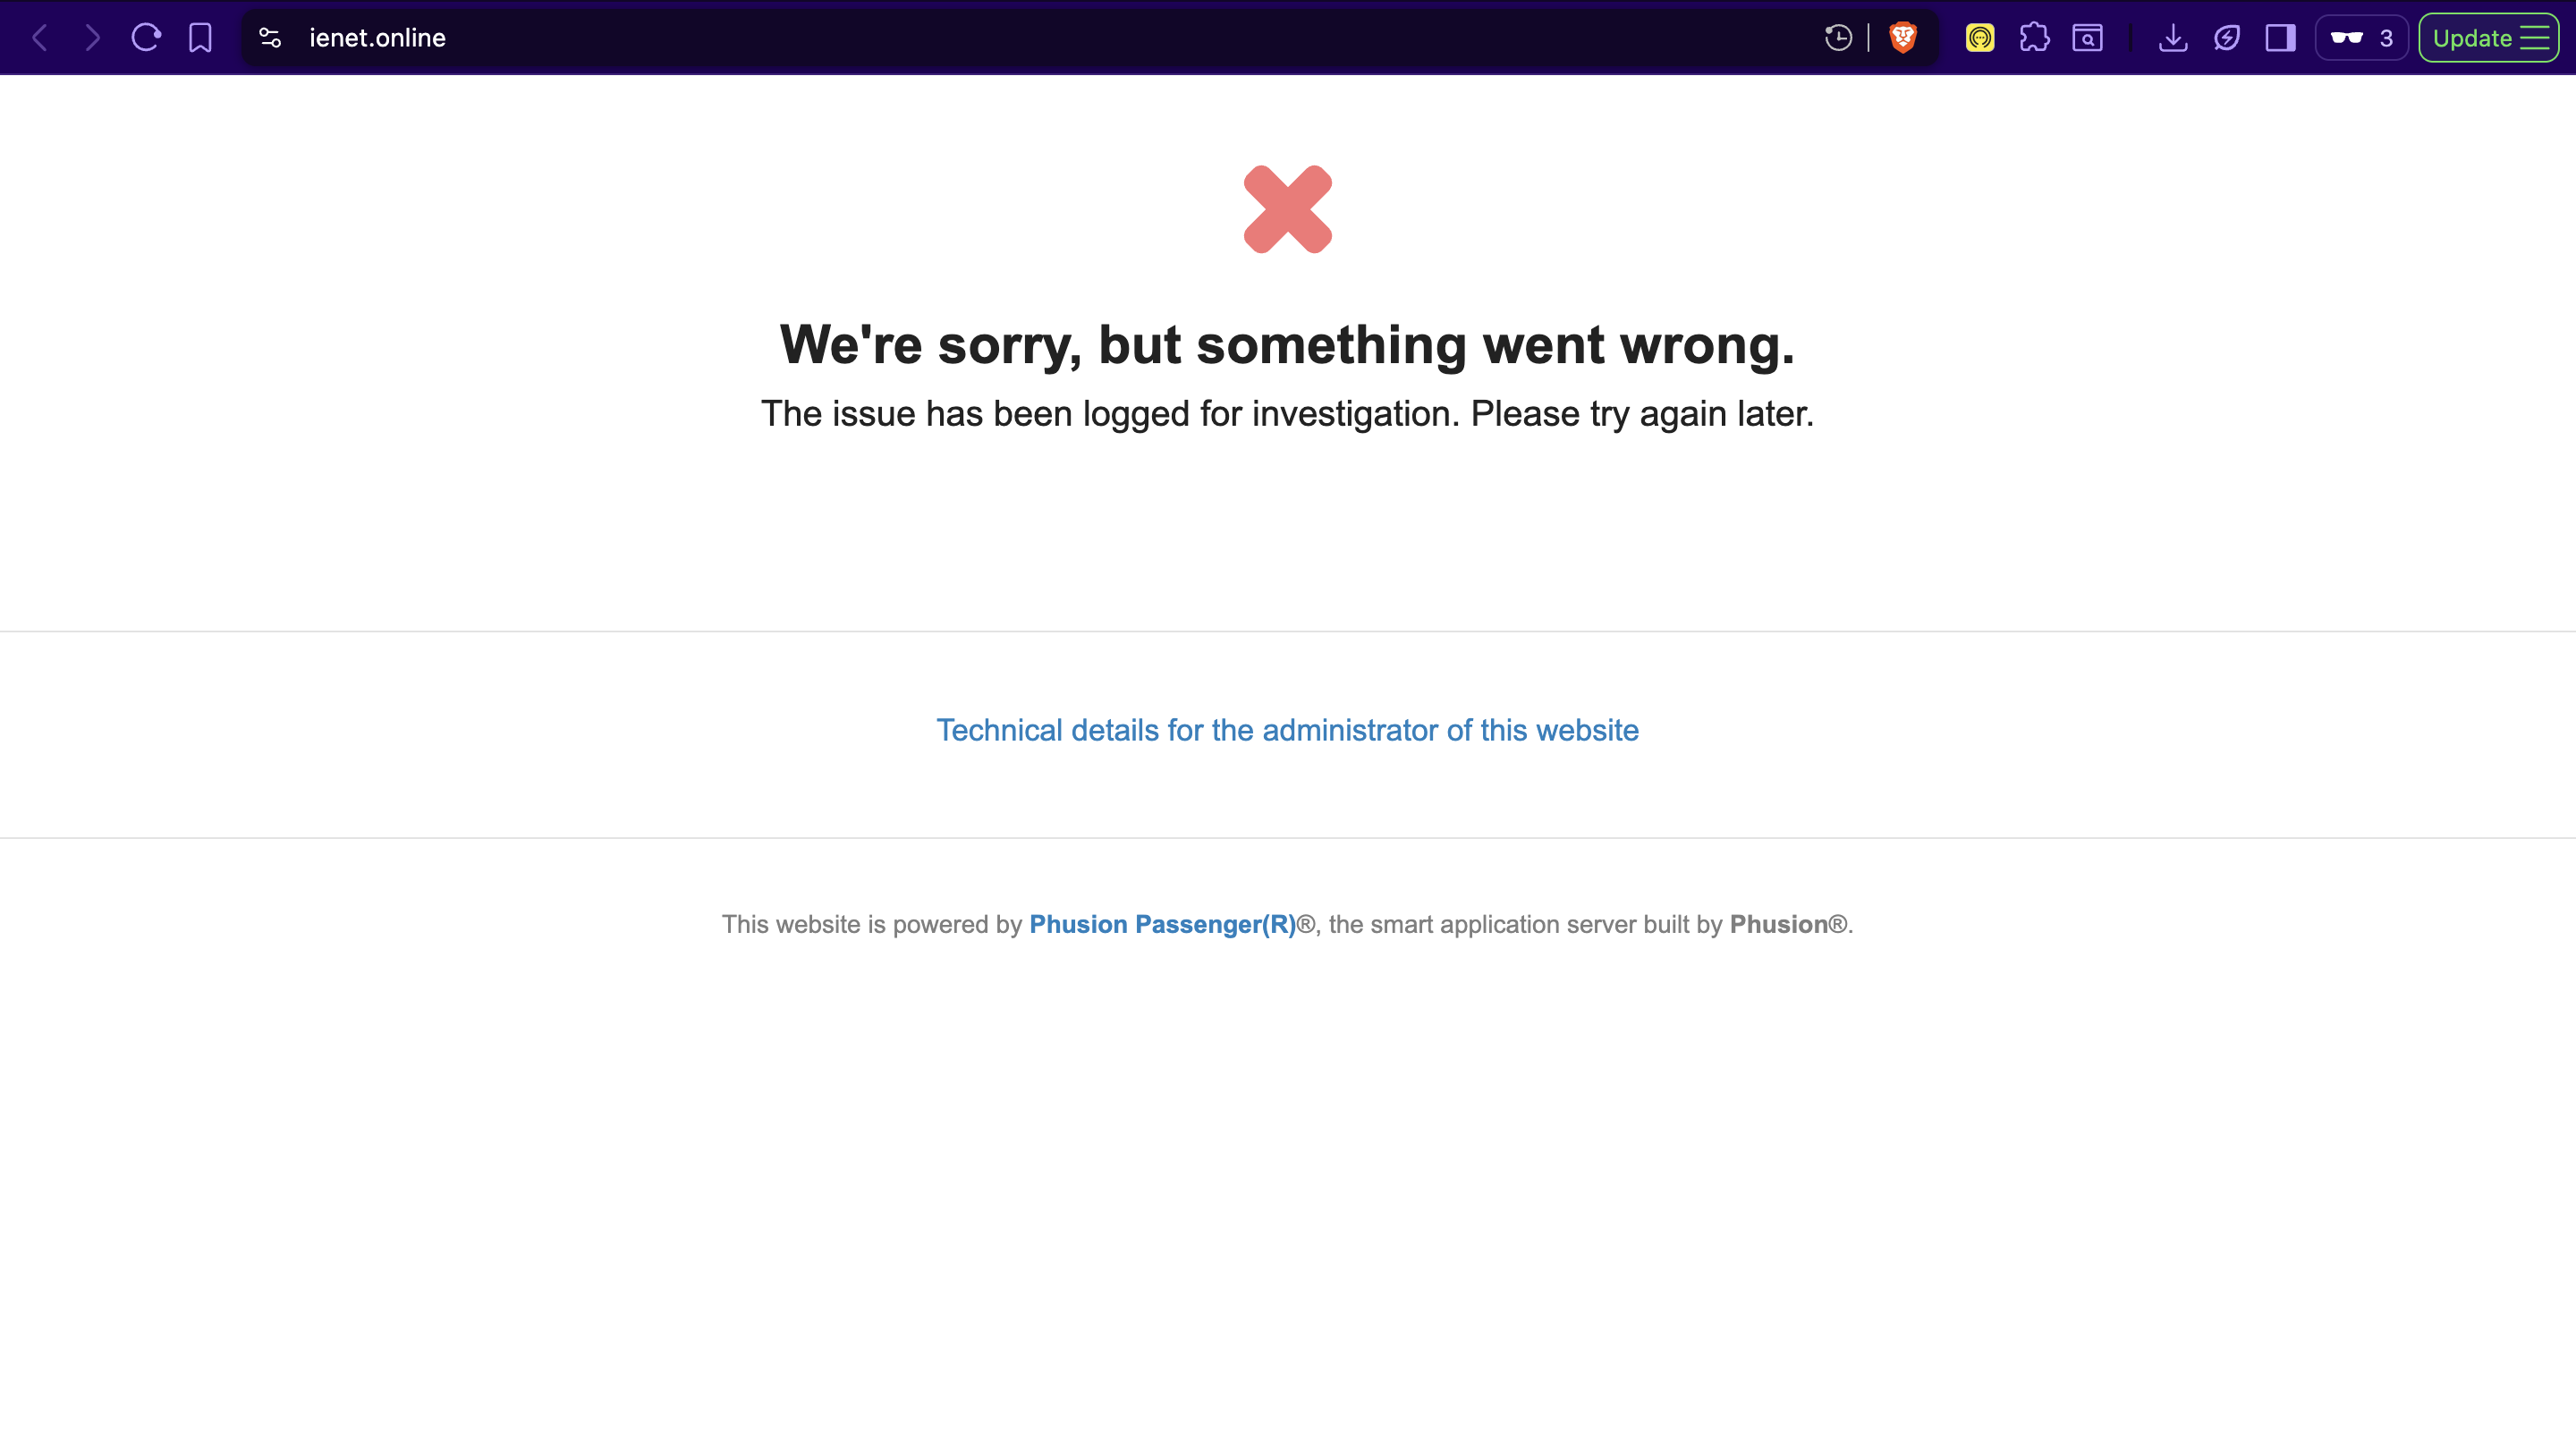 ienet.online
3
Update
We're sorry, but something went wrong.
The issue has been logged for investigation. Please try again later.
Technical details for the administrator of this website
This website is powered by Phusion Passenger(R)®, the smart application server built by Phusion®.